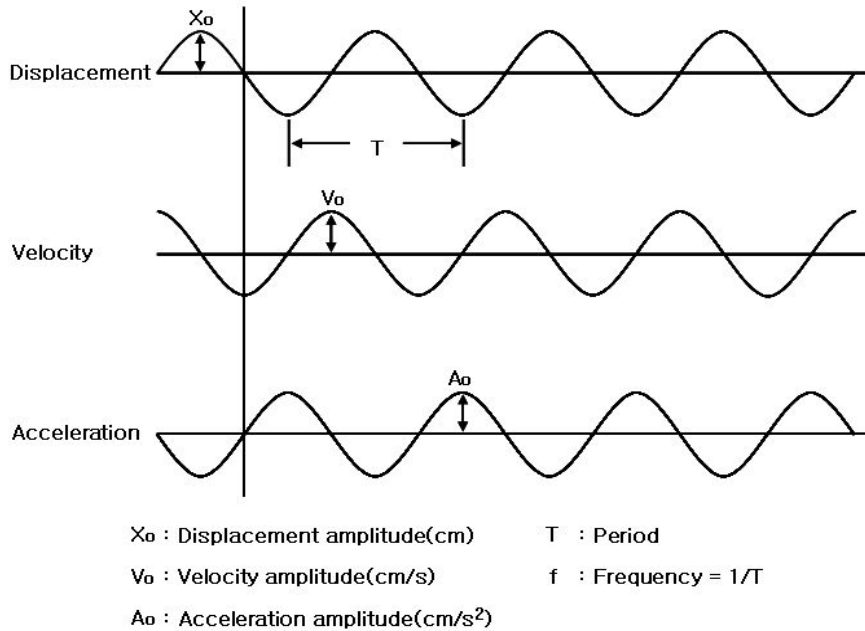 Xo
Displacement
T
Vo
Velocity
Ao
Acceleration
Xo : Displacement amplitude(cm) T : Period
Vo : Velocity amplitude(cm/s) f : Frequency = 1/T
Ao : Acceleration amplitude(cm/s²)